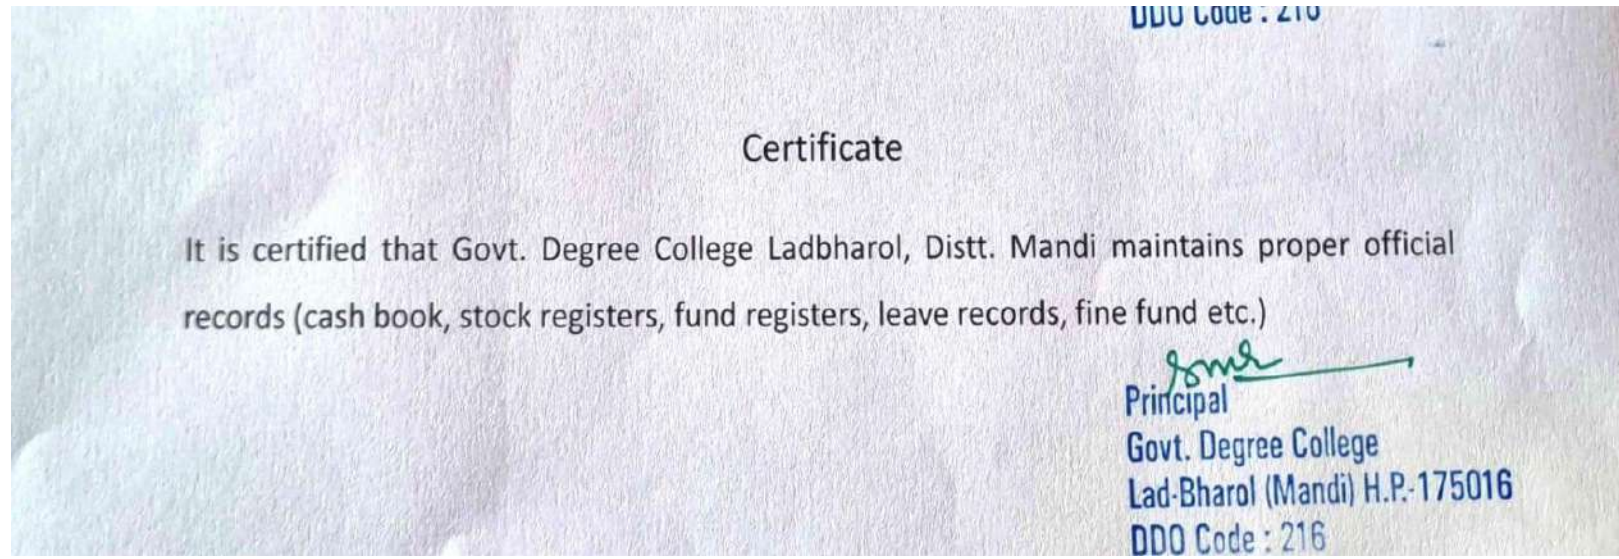 DDO Code : 216
Certificate
It is certified that Govt. Degree College Ladbharol, Distt. Mandi maintains proper official
records (cash book, stock registers, fund registers, leave records, fine fund etc.)
Principal
Govt. Degree College
Lad-Bharol (Mandi) H.P.-175016
DDO Code : 216